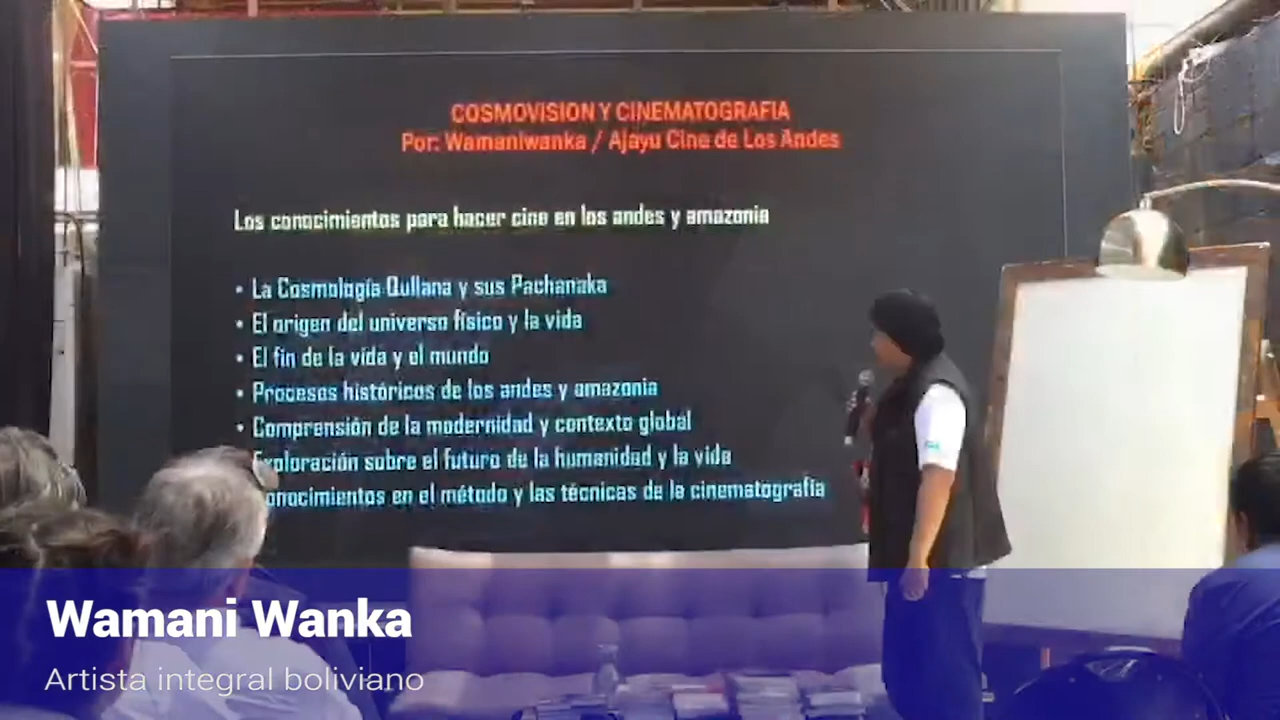 COSMOVISION Y CINEMATOGRAFIA
Por: Wamaniwanka / Ajayu Cine de Los Andes
Los conocimientos para hacer cine en los andes y amazonia
• La Cosmología Qullana y sus Pachanaka
• El origen del universo físico y la vida
• El fin de la vida y el mundo
• Procesos históricos de los andes y amazonia
• Comprensión de la modernidad y contexto global
Exploración sobre el futuro de la humanidad y la vida
onocimientos en el método y las técnicas de la cinematografía
Wamani Wanka
Artista integral boliviano